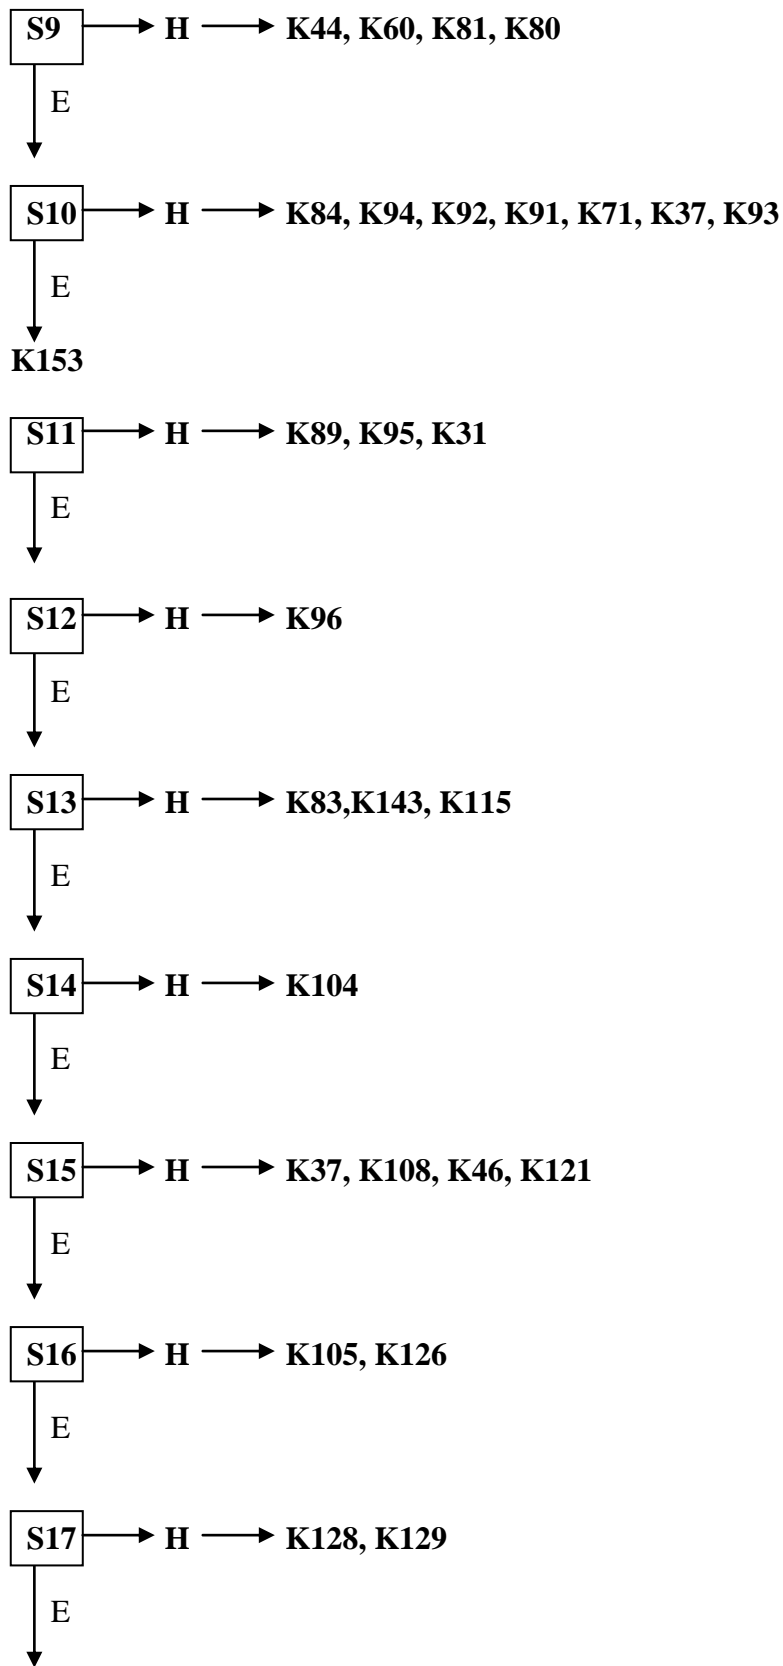 S9 H K44, K60, K81, K80
E
S10 H K84, K94, K92, K91, K71, K37, K93
E
K153
S11 H K89, K95, K31
E
S12 H K96
E
S13 H K83,K143, K115
E
S14 H K104
E
S15 H K37, K108, K46, K121
E
S16 H K105, K126
E
S17 H K128, K129
E